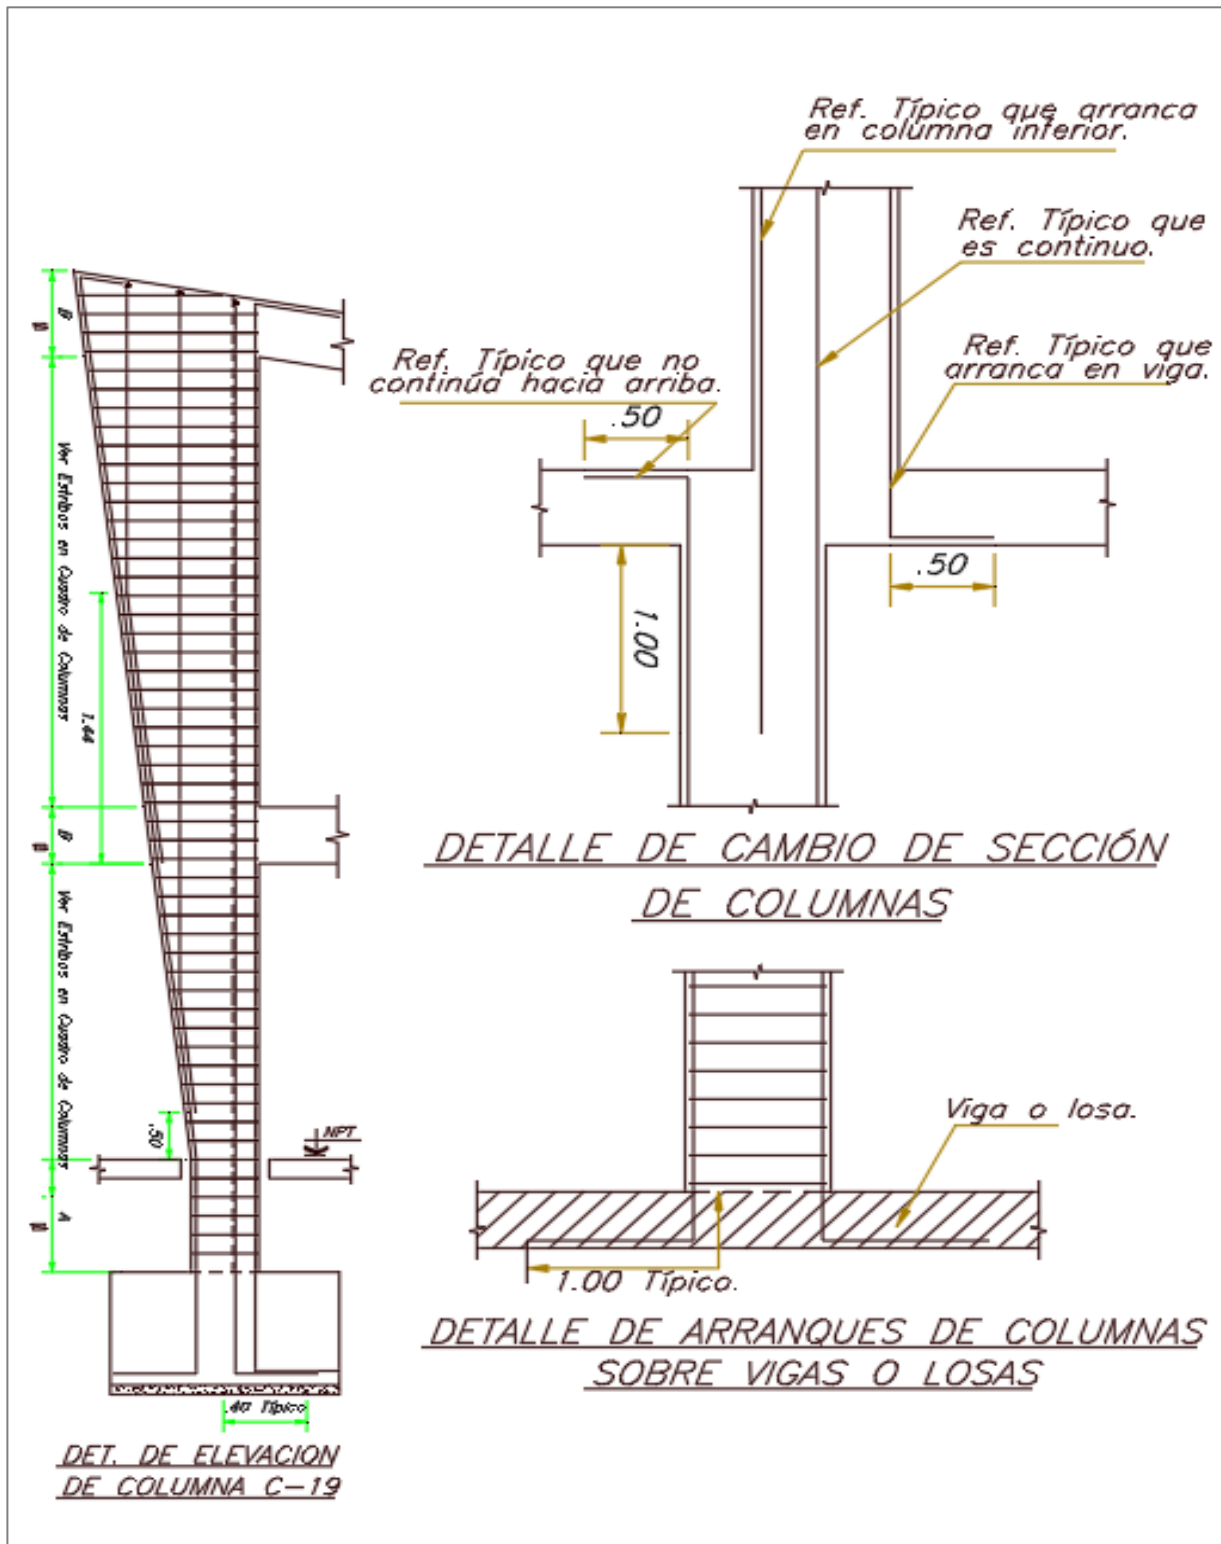 Ref. Típico que arranca
en columna inferior.
Ref. Típico que
es continuo.
Ref. Típico que
arranca en viga.
Ref. Típico que no
continúa hacia arriba.
.50
.50
1.00
DETALLE DE CAMBIO DE SECCIÓN
DE COLUMNAS
Viga o losa.
1.00 Típico.
DETALLE DE ARRANQUES DE COLUMNAS
SOBRE VIGAS O LOSAS
B
Ver Estribos en Cuadro de Columnas
1.44
B
Ver Estribos en Cuadro de Columnas
.50
NPT
A
.40 Típico
DET. DE ELEVACION
DE COLUMNA C-19